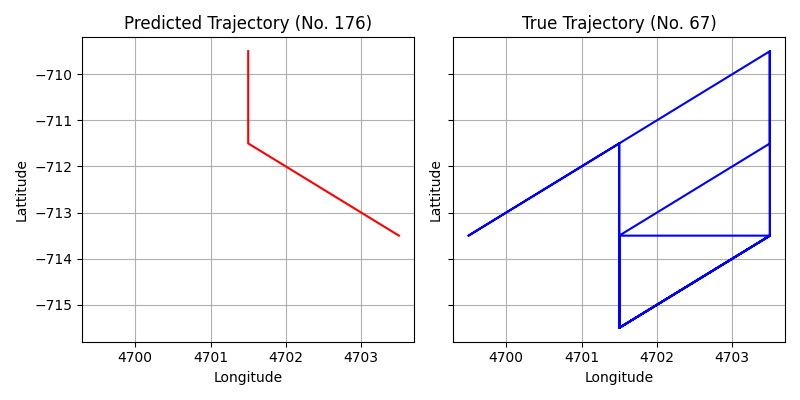 Predicted Trajectory (No. 176)
True Trajectory (No. 67)
Lattitude
−710
−711
−712
−713
−714
−715
4700
4701
4702
4703
Longitude
Lattitude
4700
4701
4702
4703
Longitude